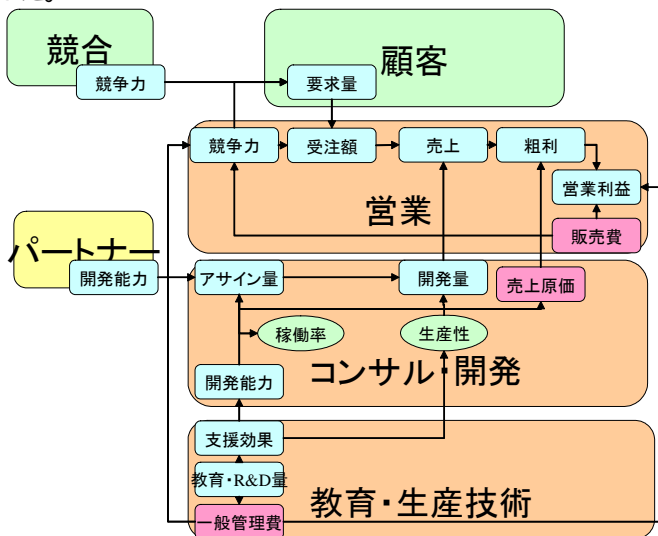 競合
顧客
競争力
要求量
競争力
受注額
売上
粗利
営業利益
営業
販売費
パートナー
開発能力
アサイン量
開発量
売上原価
稼働率
生産性
コンサル・開発
開発能力
支援効果
教育・R&D量
教育・生産技術
一般管理費